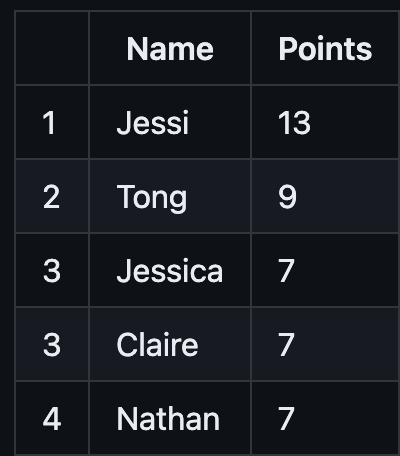 Name Points
1 Jessi 13
2 Tong 9
3 Jessica 7
3 Claire 7
4 Nathan 7